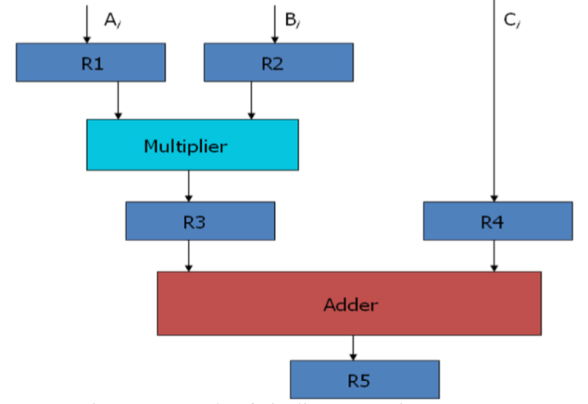 Ai
Bi
Ci
R1
R2
Multiplier
R3
R4
Adder
R5